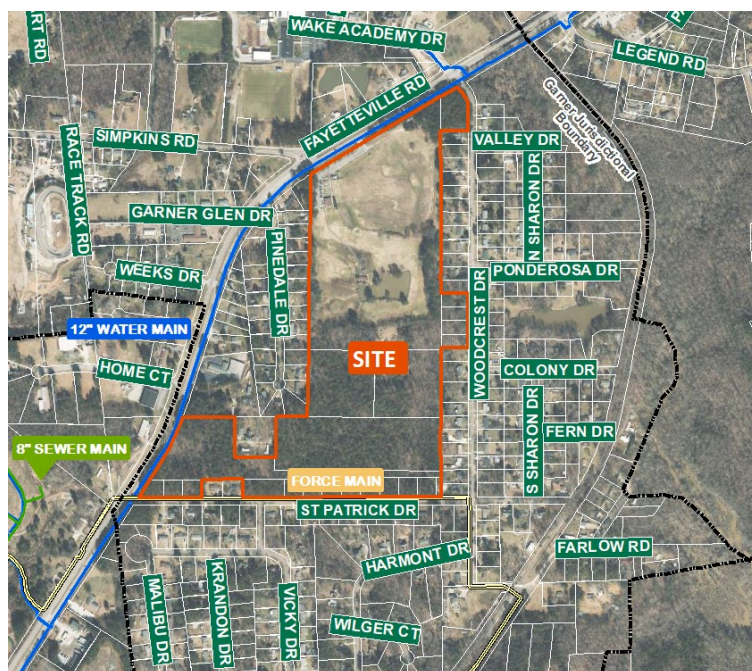 WAKE ACADEMY DR
LEGEND RD
RT RD
P
FAYETTEVILLE RD
Garner Jurisdictional
Boundary
SIMPKINS RD
VALLEY DR
RACE TRACK RD
N SHARON DR
GARNER GLEN DR
PINEDALE DR
WEEKS DR
PONDEROSA DR
12" WATER MAIN
WOODCREST DR
SITE
HOME CT
COLONY DR
S SHARON DR
FERN DR
8" SEWER MAIN
FORCE MAIN
ST PATRICK DR
HARMONT DR
FARLOW RD
MALIBU DR
KRANDON DR
VICKY DR
WILGER CT